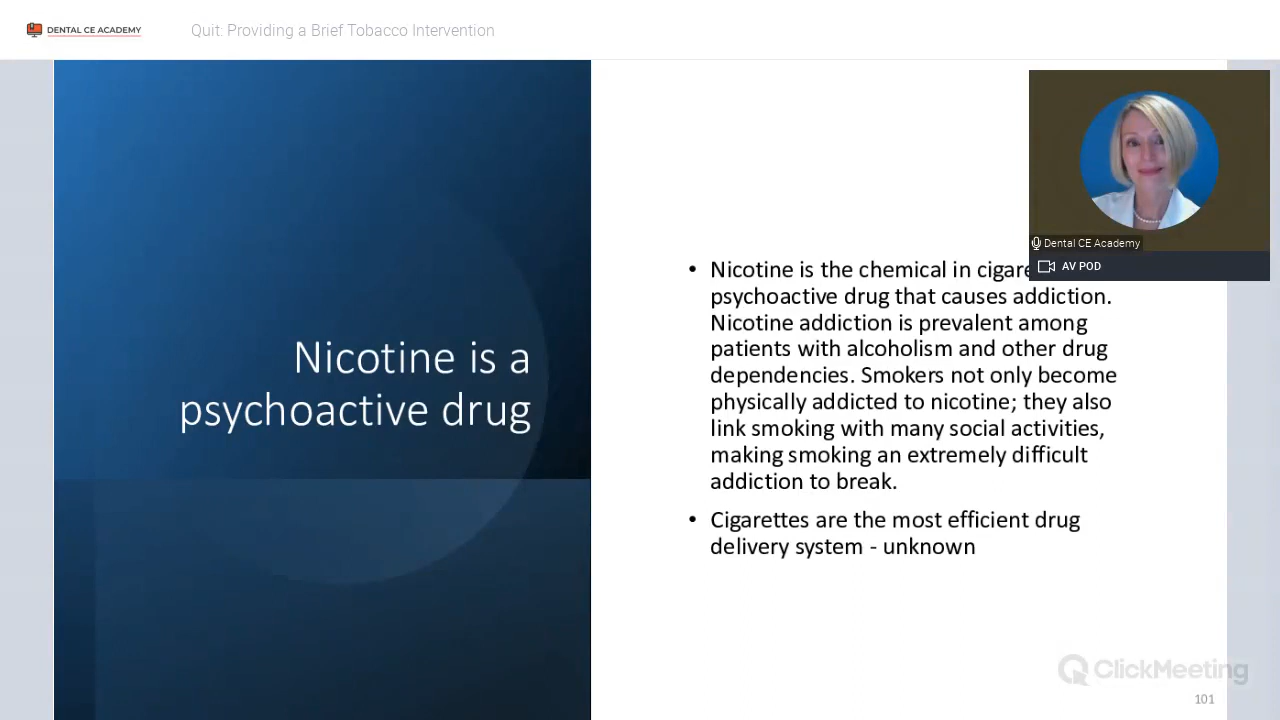 DENTAL CE ACADEMY
Quit: Providing a Brief Tobacco Intervention
Nicotine is a
psychoactive drug
Dental CE Academy
AV POD
• Nicotine is the chemical in
psychoactive drug that causes addiction.
Nicotine addiction is prevalent among
patients with alcoholism and other drug
dependencies. Smokers not only become
physically addicted to nicotine; they also
link smoking with many social activities,
making smoking an extremely difficult
addiction to break.
• Cigarettes are the most efficient drug
delivery system - unknown
ClickMeeting
101